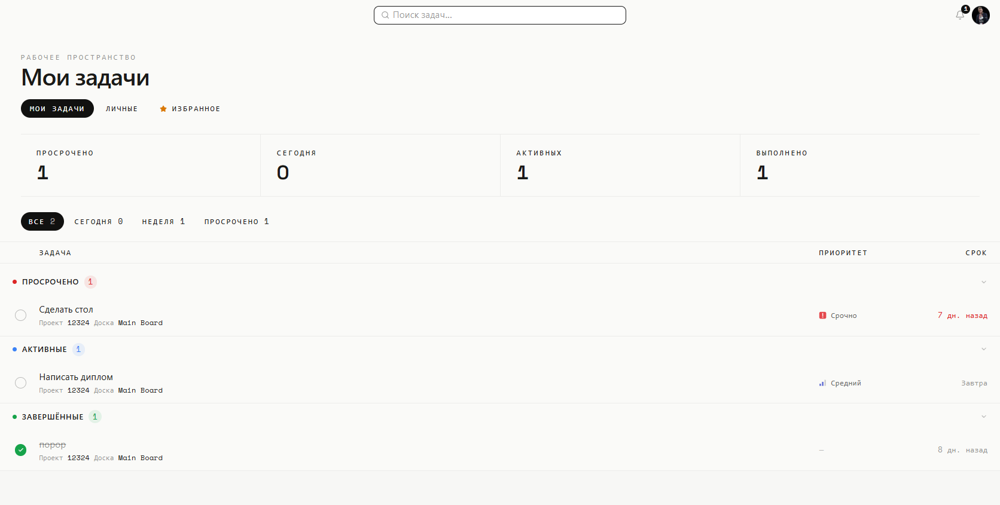 Поиск задач...
1
РАБОЧЕЕ ПРОСТРАНСТВО
Мои задачи
МОИ ЗАДАЧИ ЛИЧНЫЕ ИЗБРАННОЕ
ПРОСРОЧЕНО СЕГОДНЯ АКТИВНЫХ ВЫПОЛНЕНО
1 0 1 1
ВСЕ 2 СЕГОДНЯ 0 НЕДЕЛЯ 1 ПРОСРОЧЕНО 1
ЗАДАЧА ПРИОРИТЕТ СРОК
ПРОСРОЧЕНО 1
Сделать стол
Срочно 7 дн. назад
Проект 12324 Доска Main Board
АКТИВНЫЕ 1
Написать диплом
Средний Завтра
Проект 12324 Доска Main Board
ЗАВЕРШЁННЫЕ 1
порор
— 8 дн. назад
Проект 12324 Доска Main Board